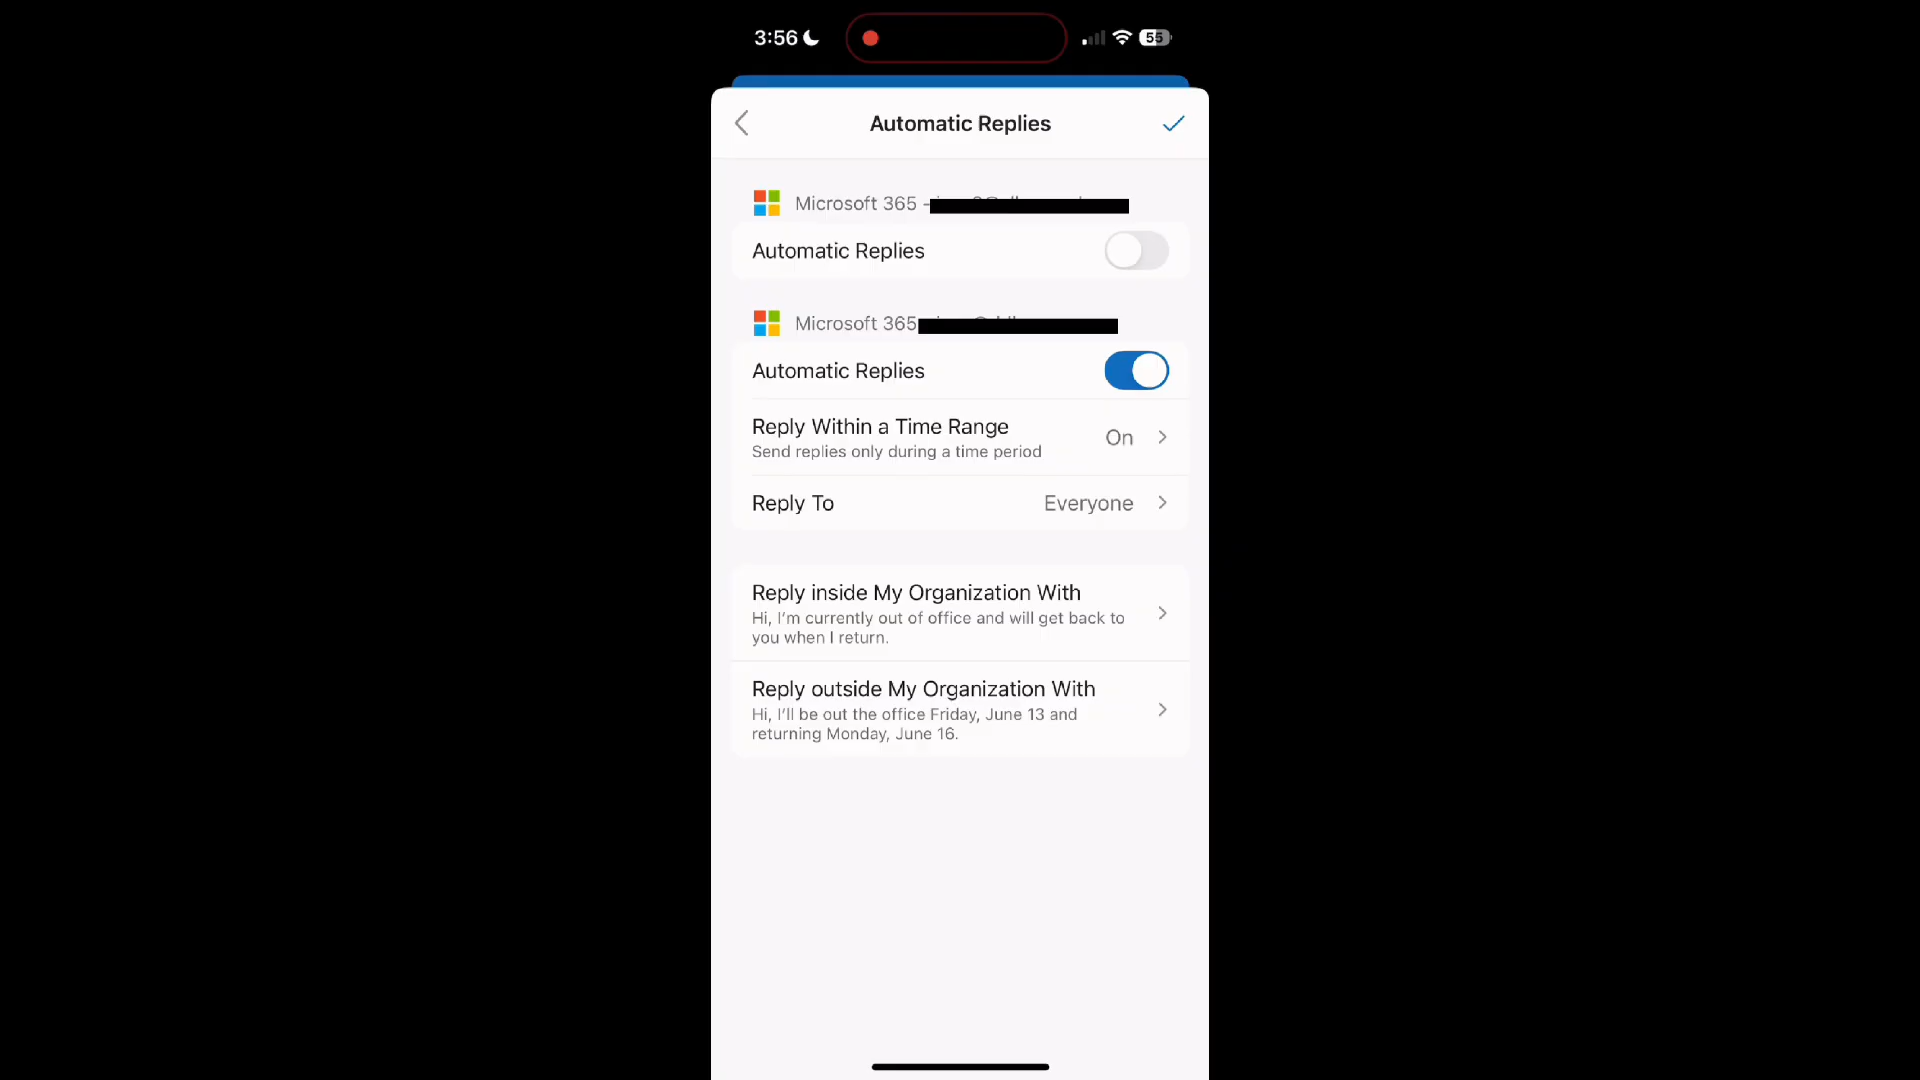 3:56
55
Automatic Replies
Microsoft 365 -
Automatic Replies
Microsoft 365
Automatic Replies
Reply Within a Time Range
On
Send replies only during a time period
Reply To
Everyone
Reply inside My Organization With
Hi, I'm currently out of office and will get back to
you when I return.
Reply outside My Organization With
Hi, I'll be out the office Friday, June 13 and
returning Monday, June 16.